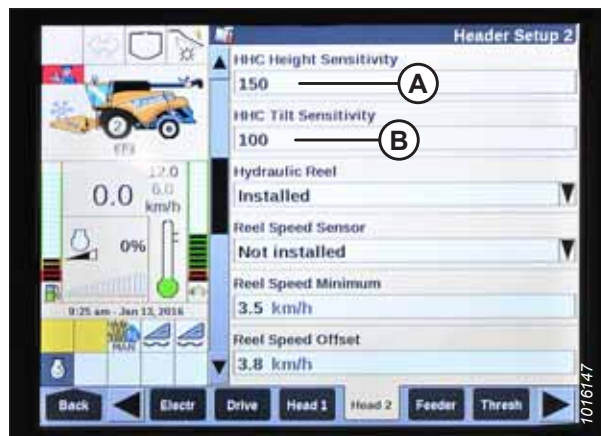 Header Setup 2
HHC Height Sensitivity
150
A
HHC Tilt Sensitivity
100
B
Hydraulic Reel
Installed
Reel Speed Sensor
Not installed
Reel Speed Minimum
3.5 km/h
Reel Speed Offset
3.8 km/h
2
12.0
6.0
0.0
km/h
0%
9:25 am - Jan 13, 2016
MAN
Back
Electr
Drive
Head 1
Head 2
Feeder
Thresh
1016147